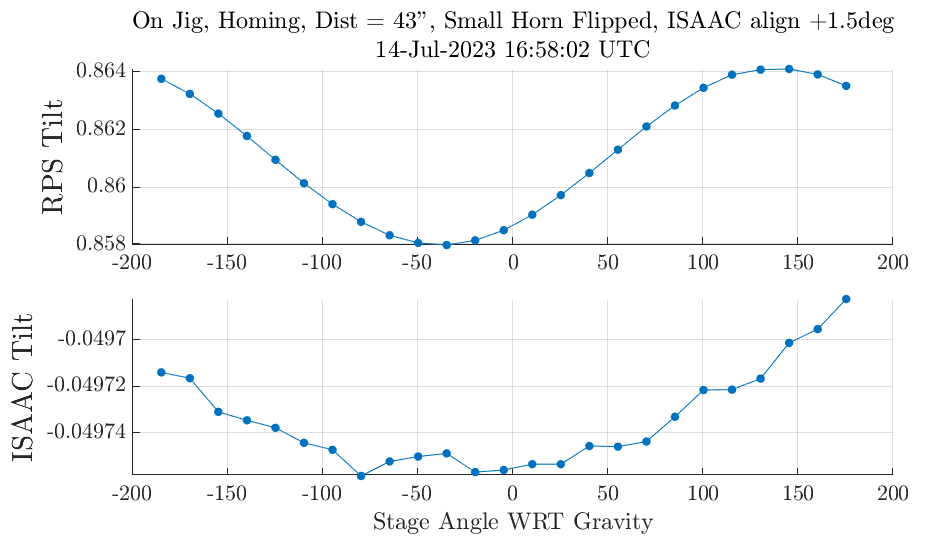 On Jig, Homing, Dist = 43", Small Horn Flipped, ISAAC align +1.5deg
14-Jul-2023 16:58:02 UTC
RPS Tilt
0.864
0.862
0.86
0.858
-200 -150 -100 -50 0 50 100 150 200
ISAAC Tilt
-0.0497
-0.04972
-0.04974
-200 -150 -100 -50 0 50 100 150 200
Stage Angle WRT Gravity